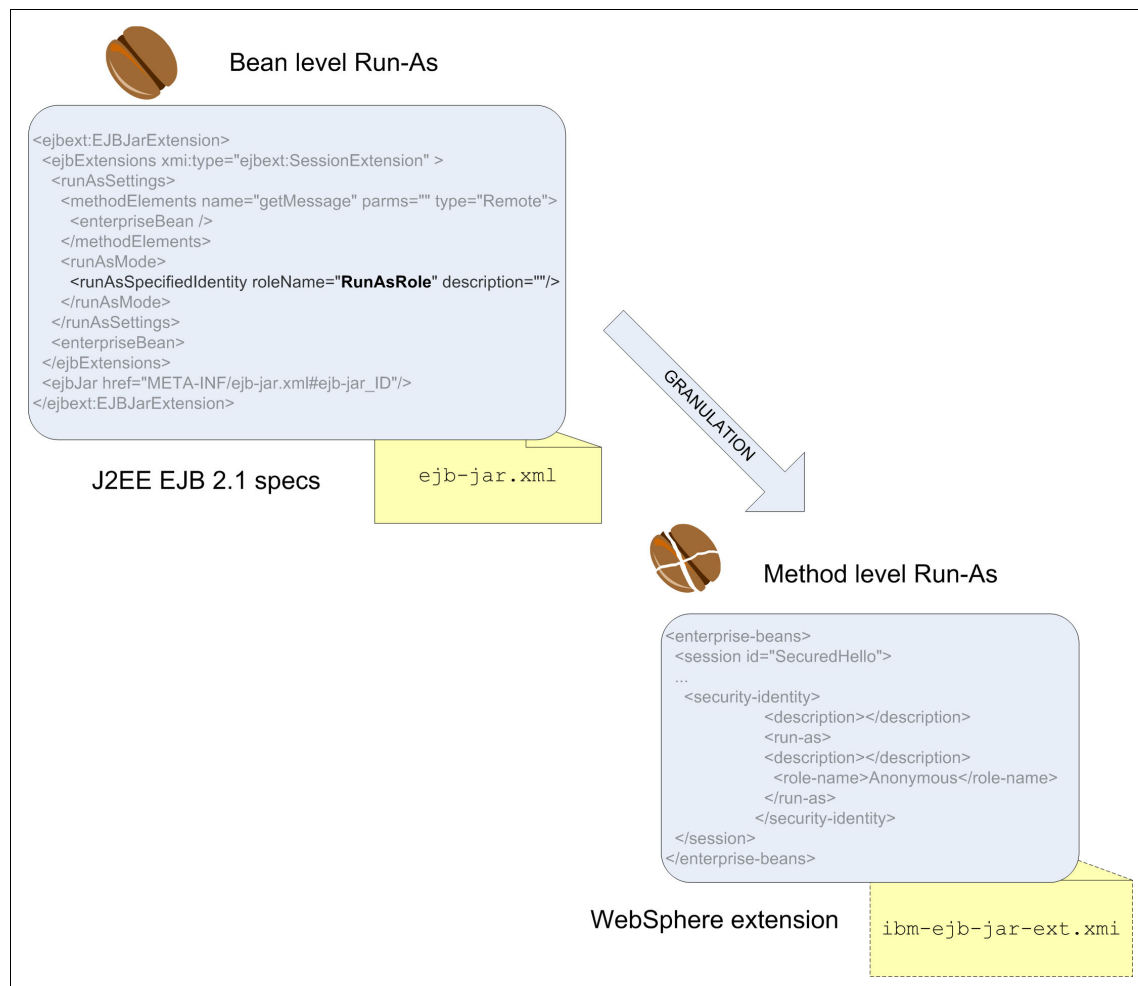 Bean level Run-As
<ejbext:EJBJarExtension>
<ejbExtensions xmi:type="ejbext:SessionExtension" >
<runAsSettings>
<methodElements name="getMessage" parms="" type="Remote">
<enterpriseBean />
</methodElements>
<runAsMode>
<runAsSpecifiedIdentity roleName="RunAsRole" description=""/>
</runAsMode>
</runAsSettings>
<enterpriseBean>
</ejbExtensions>
<ejbJar href="META-INF/ejb-jar.xml#ejb-jar_ID"/>
</ejbext:EJBJarExtension>
J2EE EJB 2.1 specs
ejb-jar.xml
GRANULATION
Method level Run-As
<enterprise-beans>
<session id="SecuredHello">
...
<security-identity>
<description></description>
<run-as>
<description></description>
<role-name>Anonymous</role-name>
</run-as>
</security-identity>
</session>
</enterprise-beans>
WebSphere extension
ibm-ejb-jar-ext.xmi